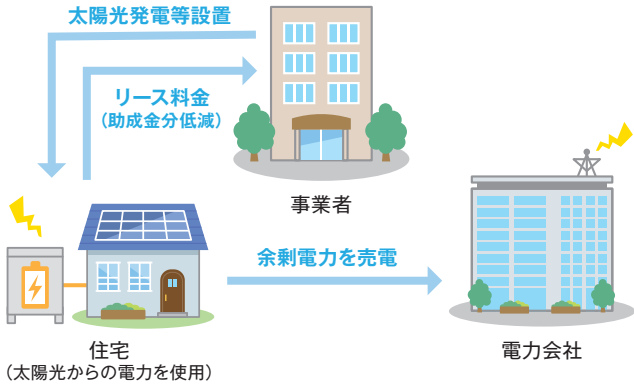 太陽光発電等設置
リース料金
（助成金分低減）
事業者
余剰電力を売電
住宅
（太陽光からの電力を使用）
電力会社